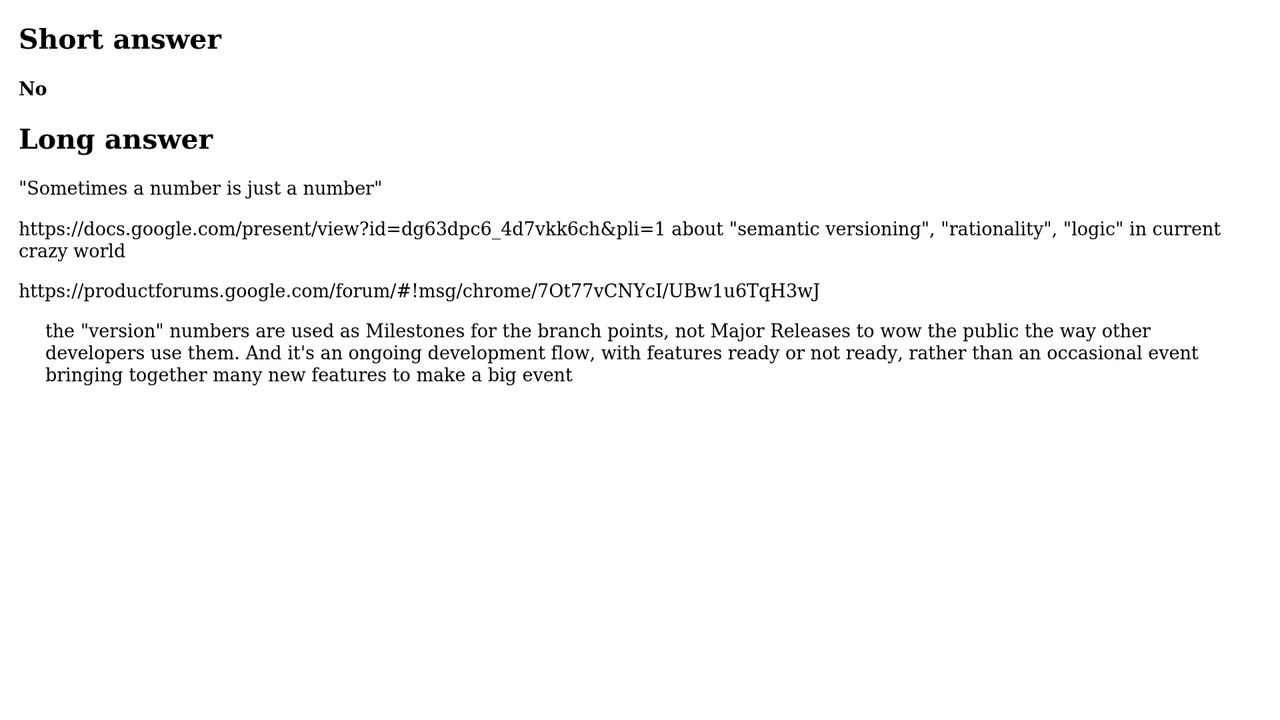 Short answer
No
Long answer
"Sometimes a number is just a number"
https://docs.google.com/present/view?id=dg63dpc6_4d7vkk6ch&pli=1 about "semantic versioning", "rationality", "logic" in current
crazy world
https://productforums.google.com/forum/#!msg/chrome/7Ot77vCNYcI/UBw1u6TqH3wJ
the "version" numbers are used as Milestones for the branch points, not Major Releases to wow the public the way other
developers use them. And it's an ongoing development flow, with features ready or not ready, rather than an occasional event
bringing together many new features to make a big event